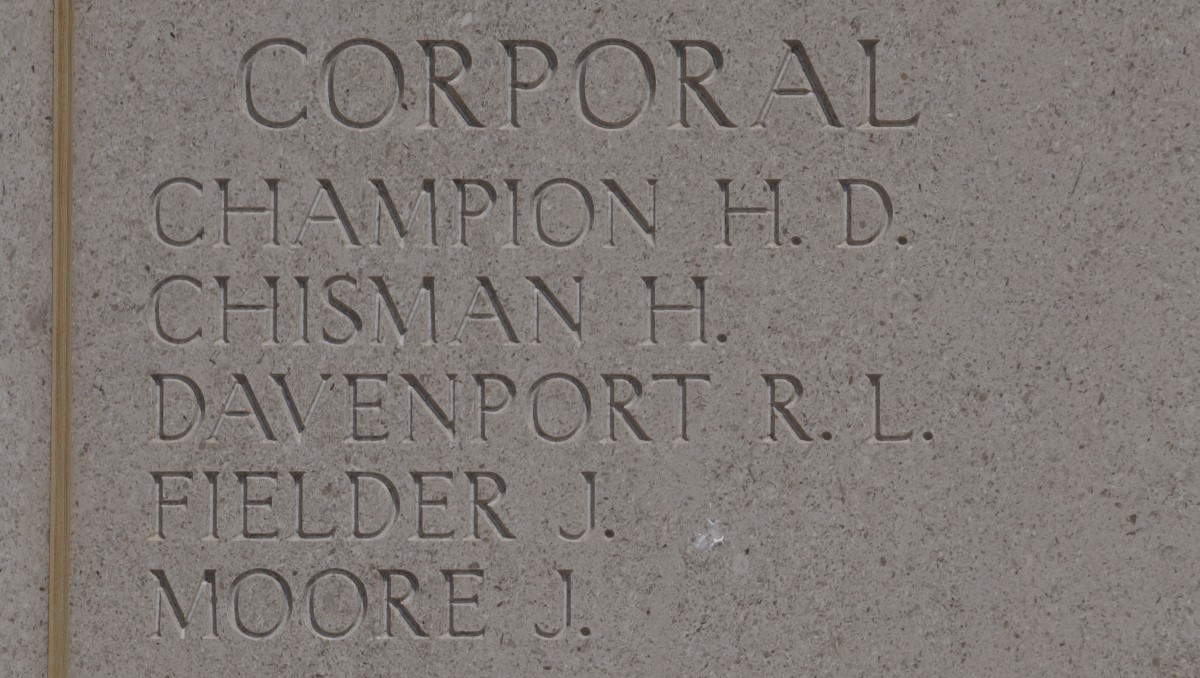 CORPORAL
CHAMPION H. D.
CHISMAN H.
DAVENPORT R. L.
FIELDER J.
MOORE J.